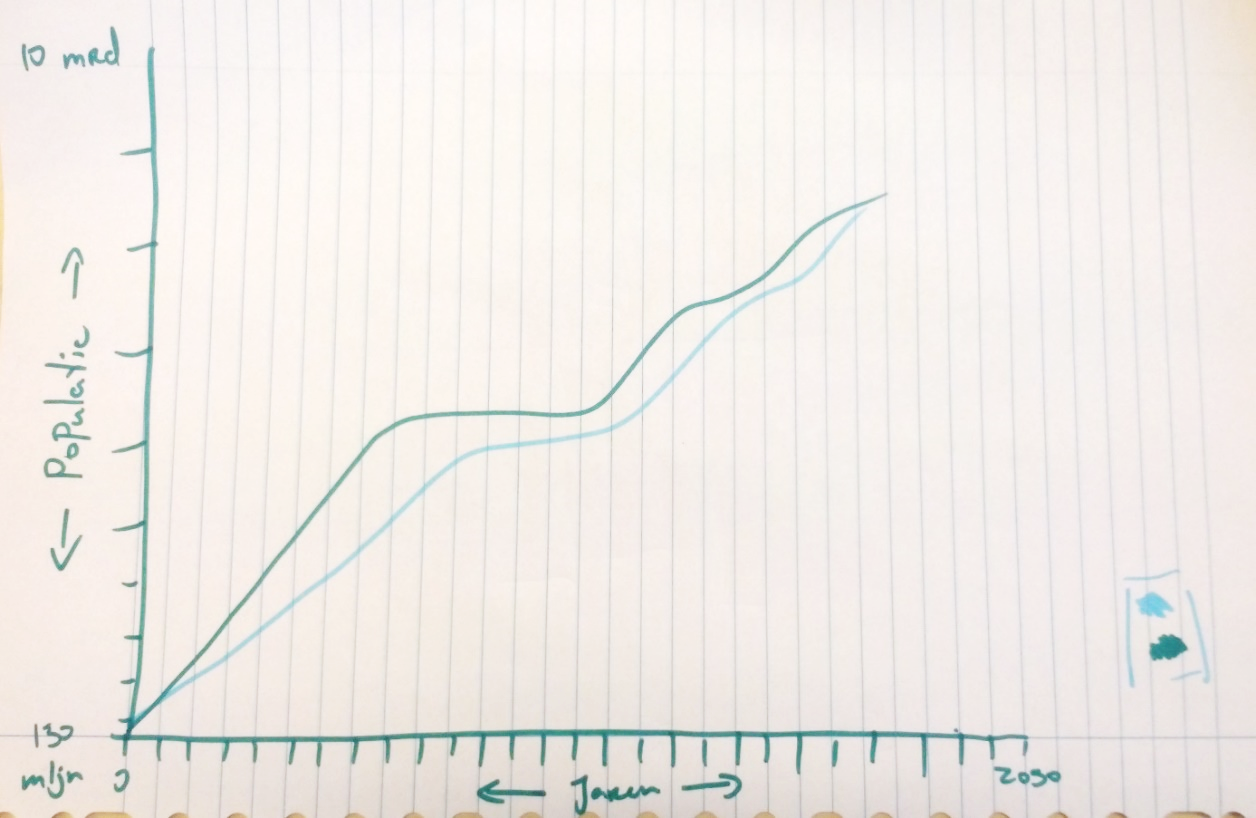 10 mrd
← Populatie →
130
mljn
0
← Jaren →
2050